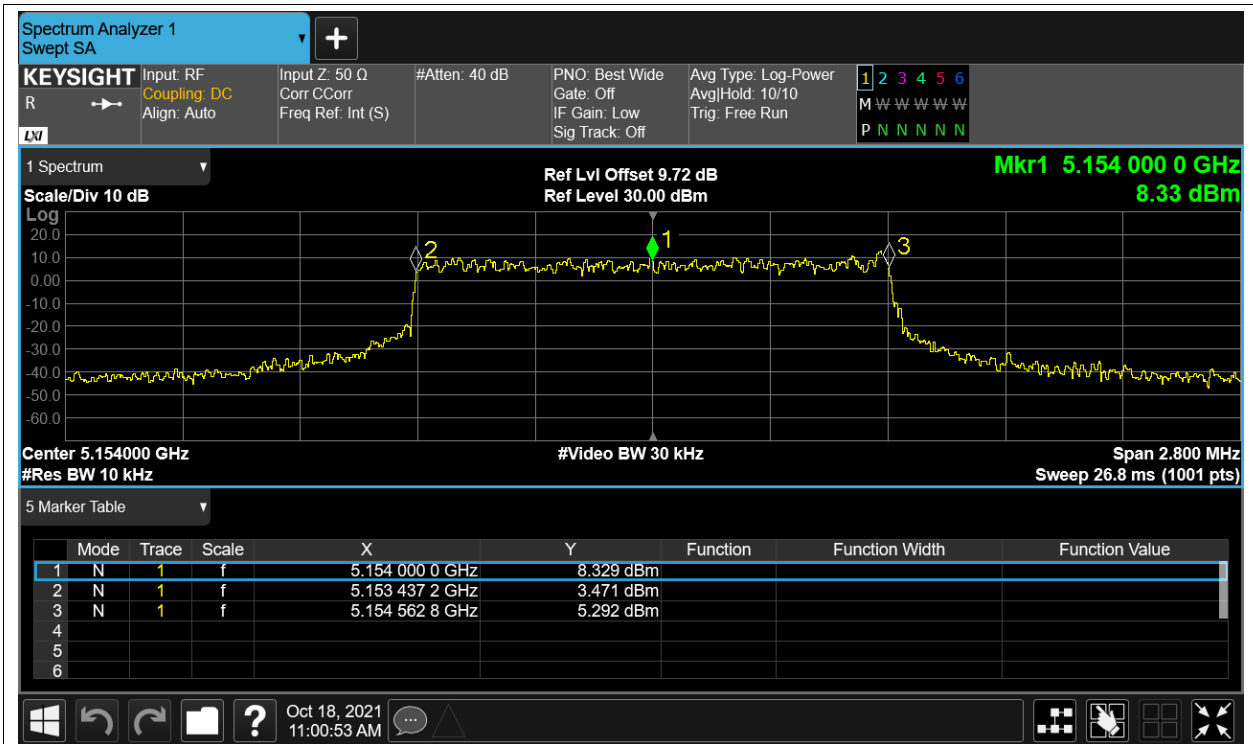 Spectrum Analyzer 1
Swept SA
KEYSIGHT Input: RF Input Z: 50 Ω #Atten: 40 dB PNO: Best Wide Avg Type: Log-Power 1 2 3 4 5 6
R Coupling: DC Corr CCorr Gate: Off Avg|Hold: 10/10 M W W W W W
Align: Auto Freq Ref: Int (S) IF Gain: Low Trig: Free Run
LXI Sig Track: Off P N N N N N
1 Spectrum Ref Lvl Offset 9.72 dB Mkr1 5.154 000 0 GHz
Scale/Div 10 dB Ref Level 30.00 dBm 8.33 dBm
Log
20.0
10.0
0.00
-10.0
-20.0
-30.0
-40.0
-50.0
-60.0
2 1 3
Center 5.154000 GHz #Video BW 30 kHz Span 2.800 MHz
#Res BW 10 kHz Sweep 26.8 ms (1001 pts)
5 Marker Table
Mode Trace Scale X Y Function Function Width Function Value
1 N 1 f 5.154 000 0 GHz 8.329 dBm
2 N 1 f 5.153 437 2 GHz 3.471 dBm
3 N 1 f 5.154 562 8 GHz 5.292 dBm
4
5
6
? Oct 18, 2021
11:00:53 AM